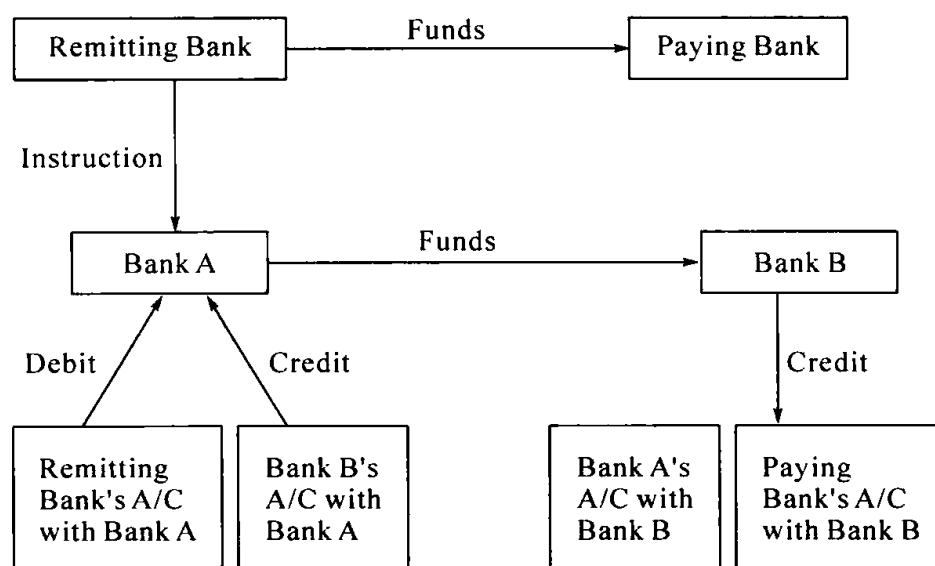 Funds
Remitting Bank
Paying Bank
Instruction
Funds
Bank A
Bank B
Debit
Credit
Credit
Remitting
Bank's A/C
with Bank A
Bank B's
A/C with
Bank A
Bank A's
A/C with
Bank B
Paying
Bank's A/C
with Bank B